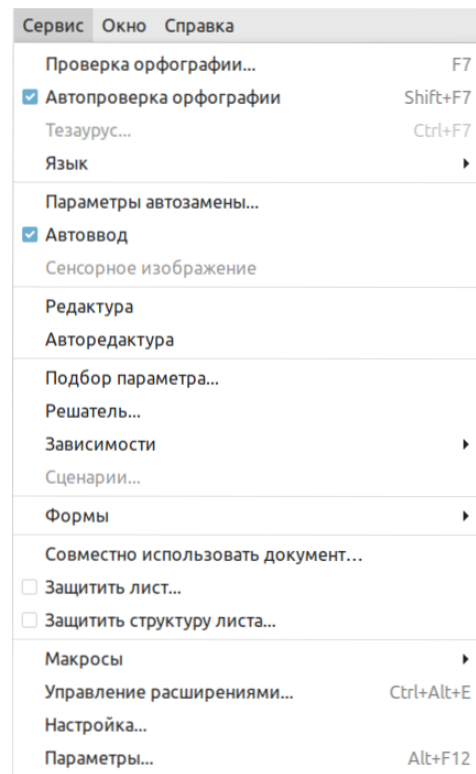 Сервис Окно Справка
Проверка орфографии... F7
Автопроверка орфографии Shift+F7
Тезаурус... Ctrl+F7
Язык
Параметры автозамены...
Автоввод
Сенсорное изображение
Редактура
Авторедактура
Подбор параметра...
Решатель...
Зависимости
Сценарии...
Формы
Совместно использовать документ...
Защитить лист...
Защитить структуру листа...
Макросы
Управление расширениями... Ctrl+Alt+E
Настройка...
Параметры... Alt+F12